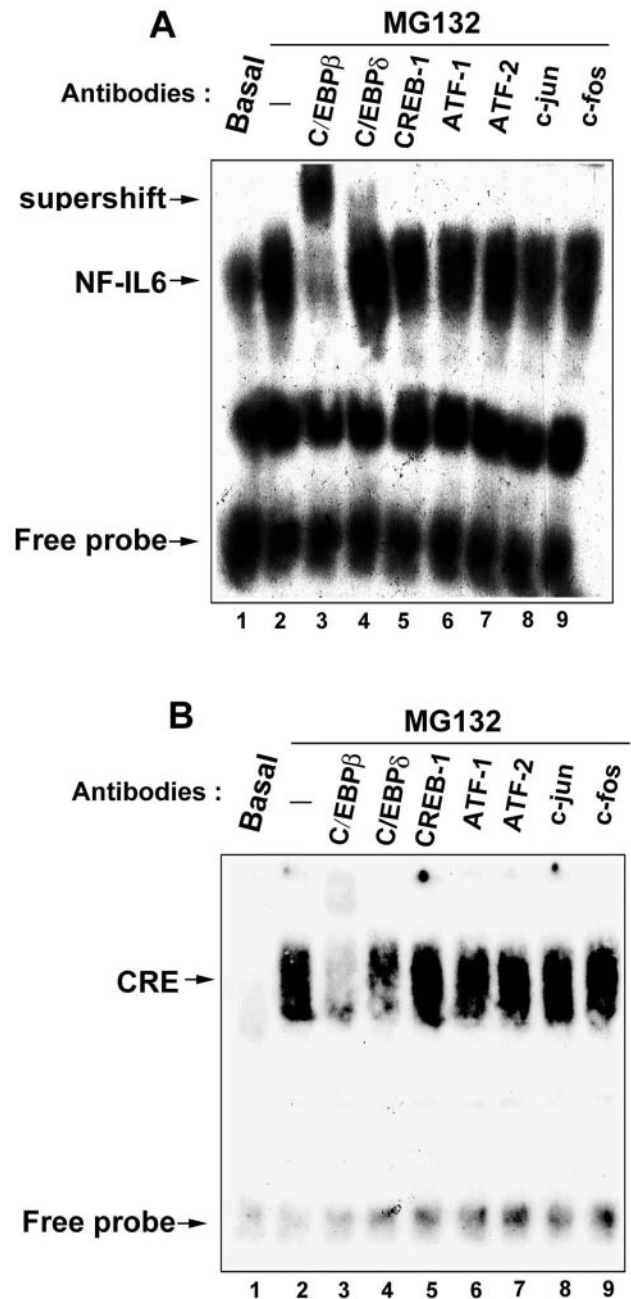 A
MG132
Antibodies : Basal — C/EBPβ C/EBPδ CREB-1 ATF-1 ATF-2 c-jun c-fos
supershift
NF-IL6
Free probe
1 2 3 4 5 6 7 8 9
B
MG132
Antibodies : Basal — C/EBPβ C/EBPδ CREB-1 ATF-1 ATF-2 c-jun c-fos
CRE
Free probe
1 2 3 4 5 6 7 8 9